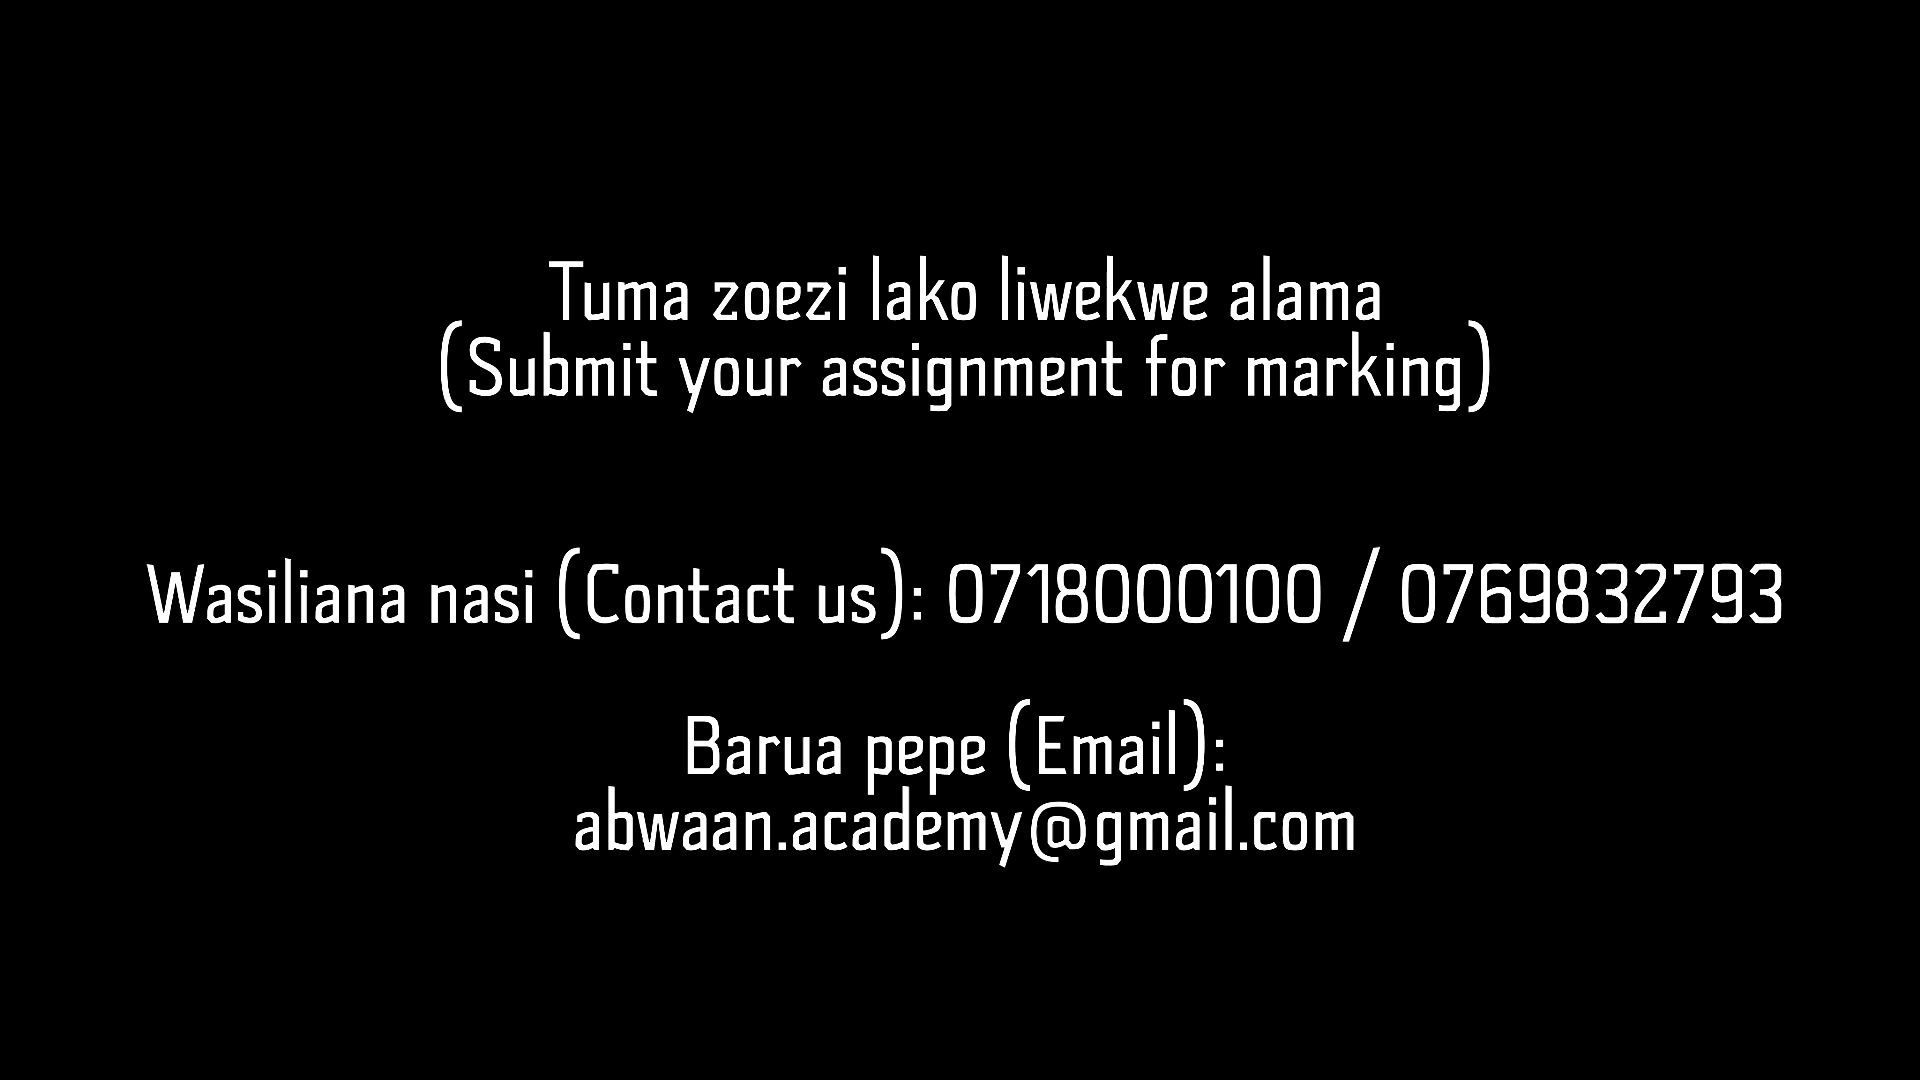 Tuma zoezi lako liwekwe alama
(Submit your assignment for marking)
Wasiliana nasi (Contact us): 0718000100 / 0769832793
Barua pepe (Email):
abwaan.academy@gmail.com